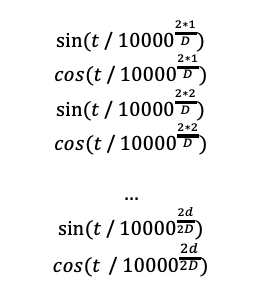 sin(t / 10000^(2*1/D))
cos(t / 10000^(2*1/D))
sin(t / 10000^(2*2/D))
cos(t / 10000^(2*2/D))
...
sin(t / 10000^(2d/2D))
cos(t / 10000^(2d/2D))